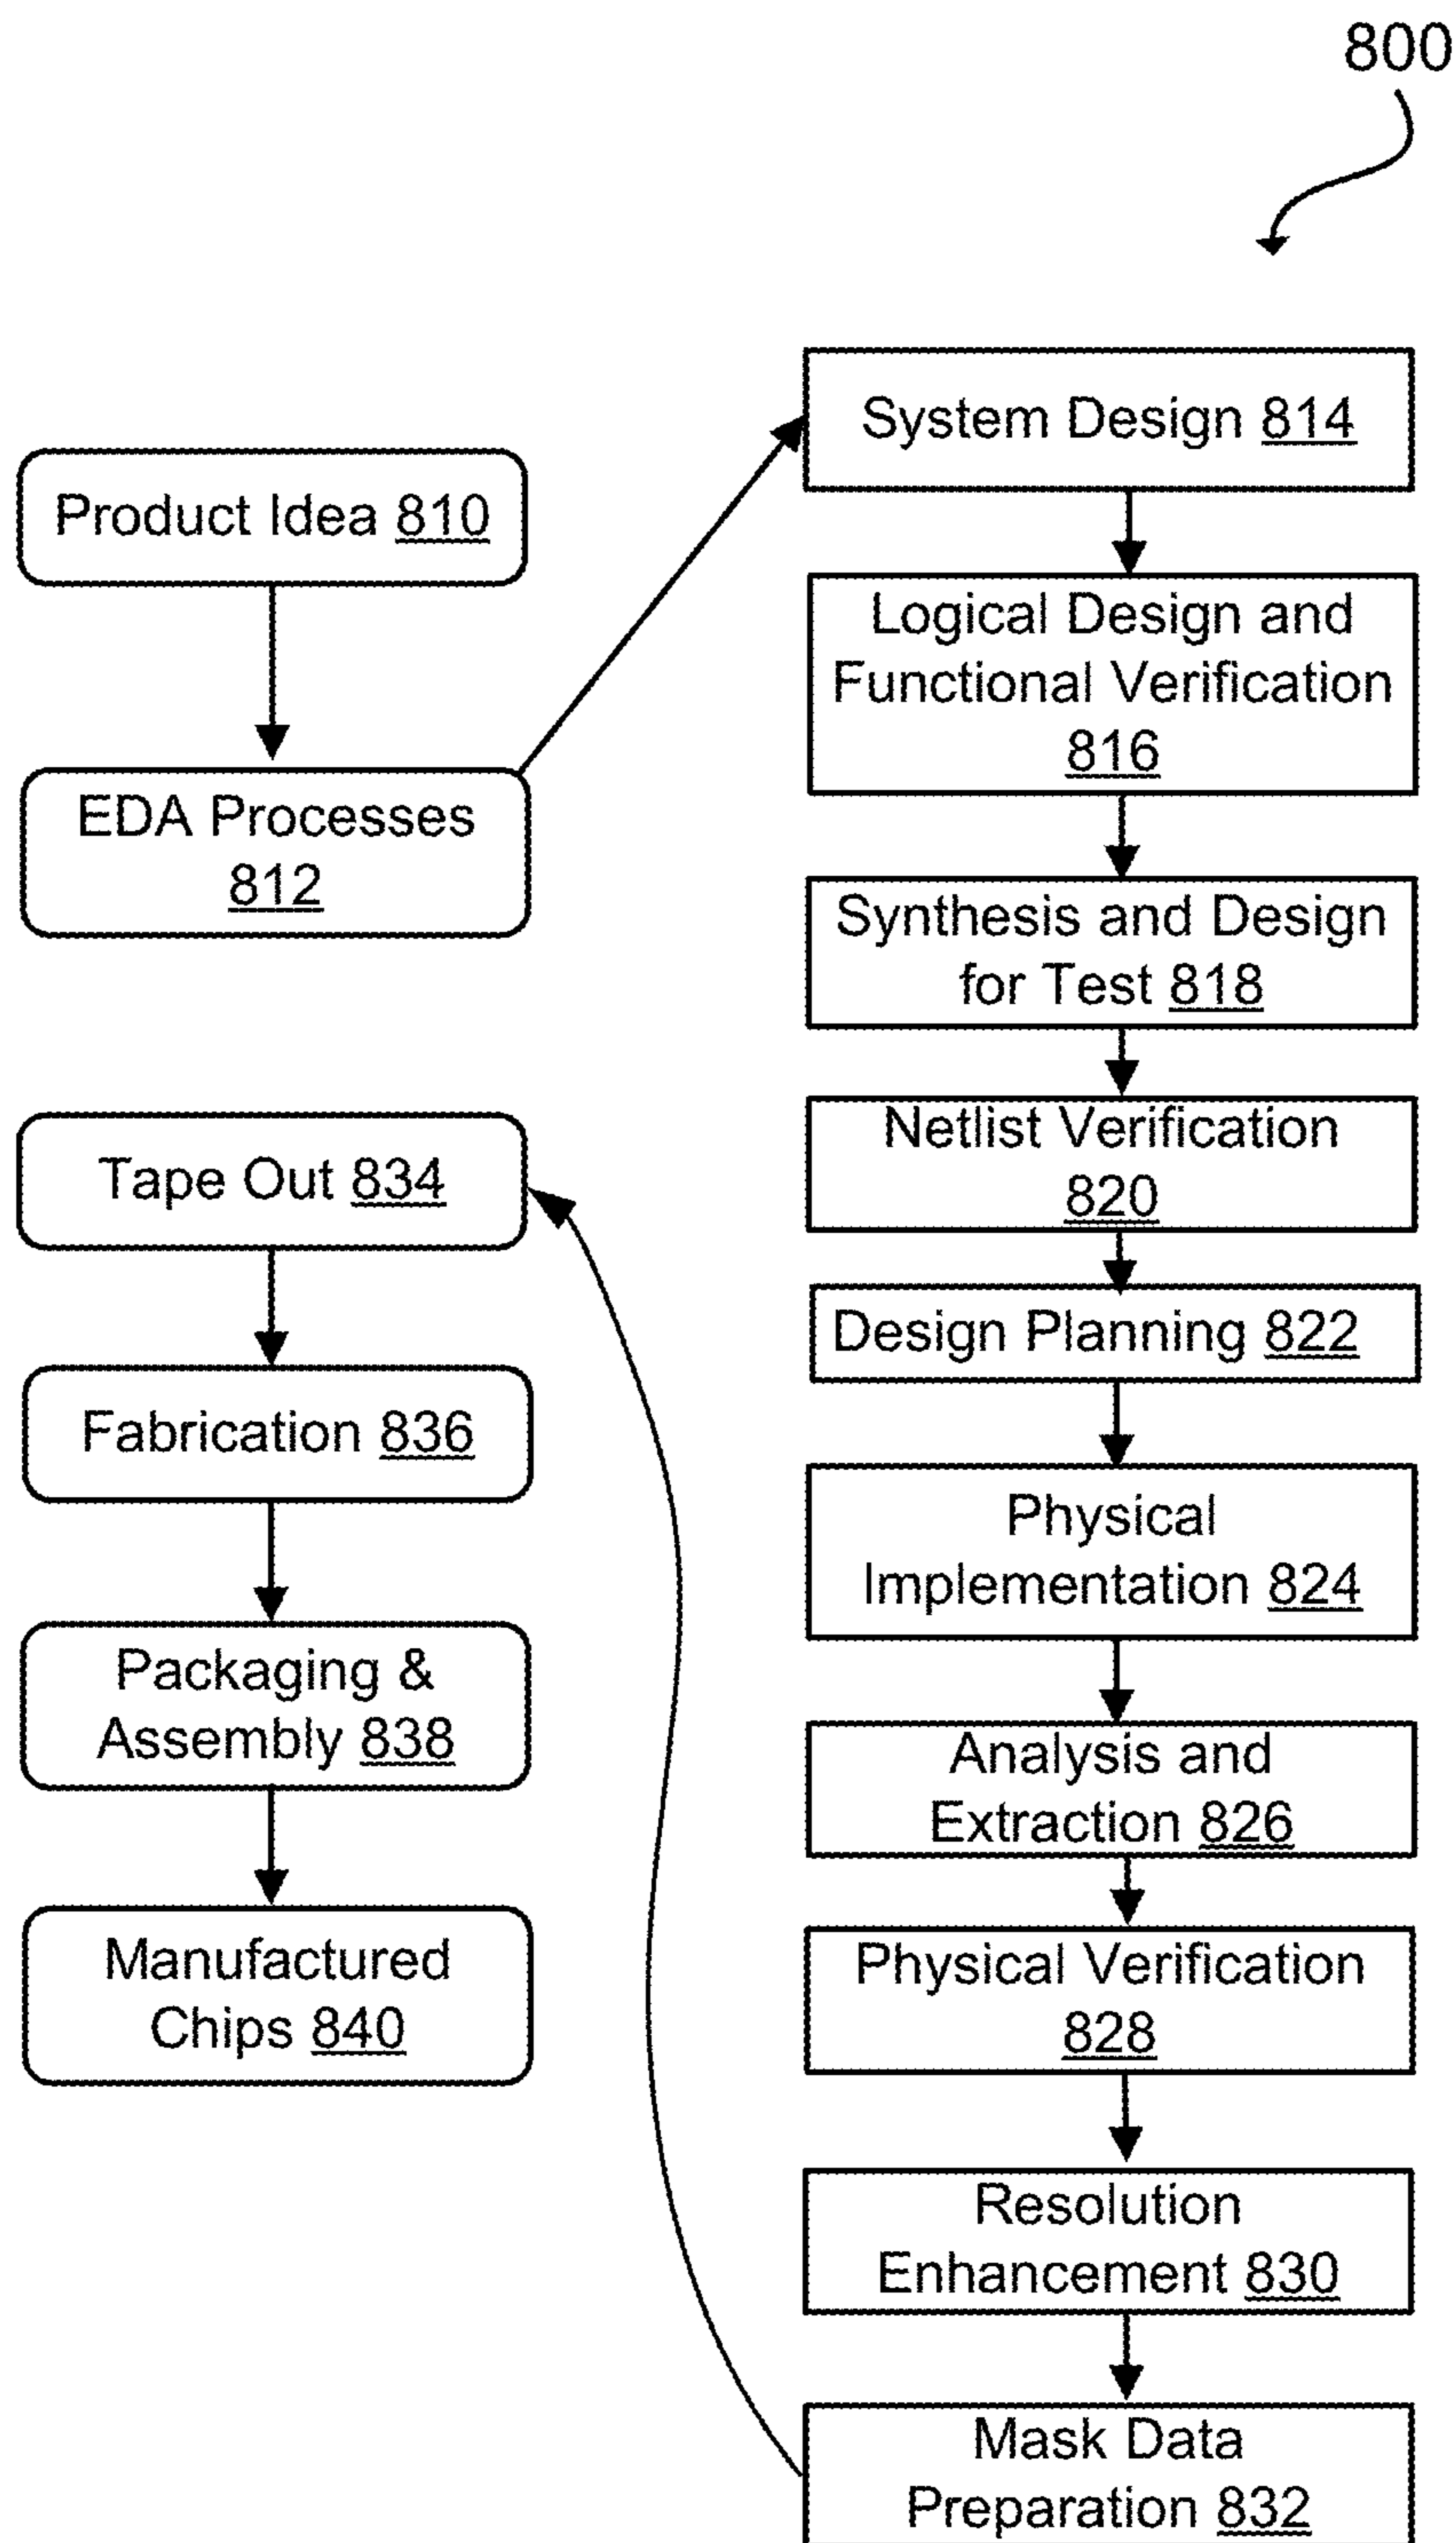 800
Product Idea 810
EDA Processes
812
System Design 814
Logical Design and
Functional Verification
816
Synthesis and Design
for Test 818
Netlist Verification
820
Design Planning 822
Physical
Implementation 824
Analysis and
Extraction 826
Physical Verification
828
Resolution
Enhancement 830
Mask Data
Preparation 832
Tape Out 834
Fabrication 836
Packaging &
Assembly 838
Manufactured
Chips 840